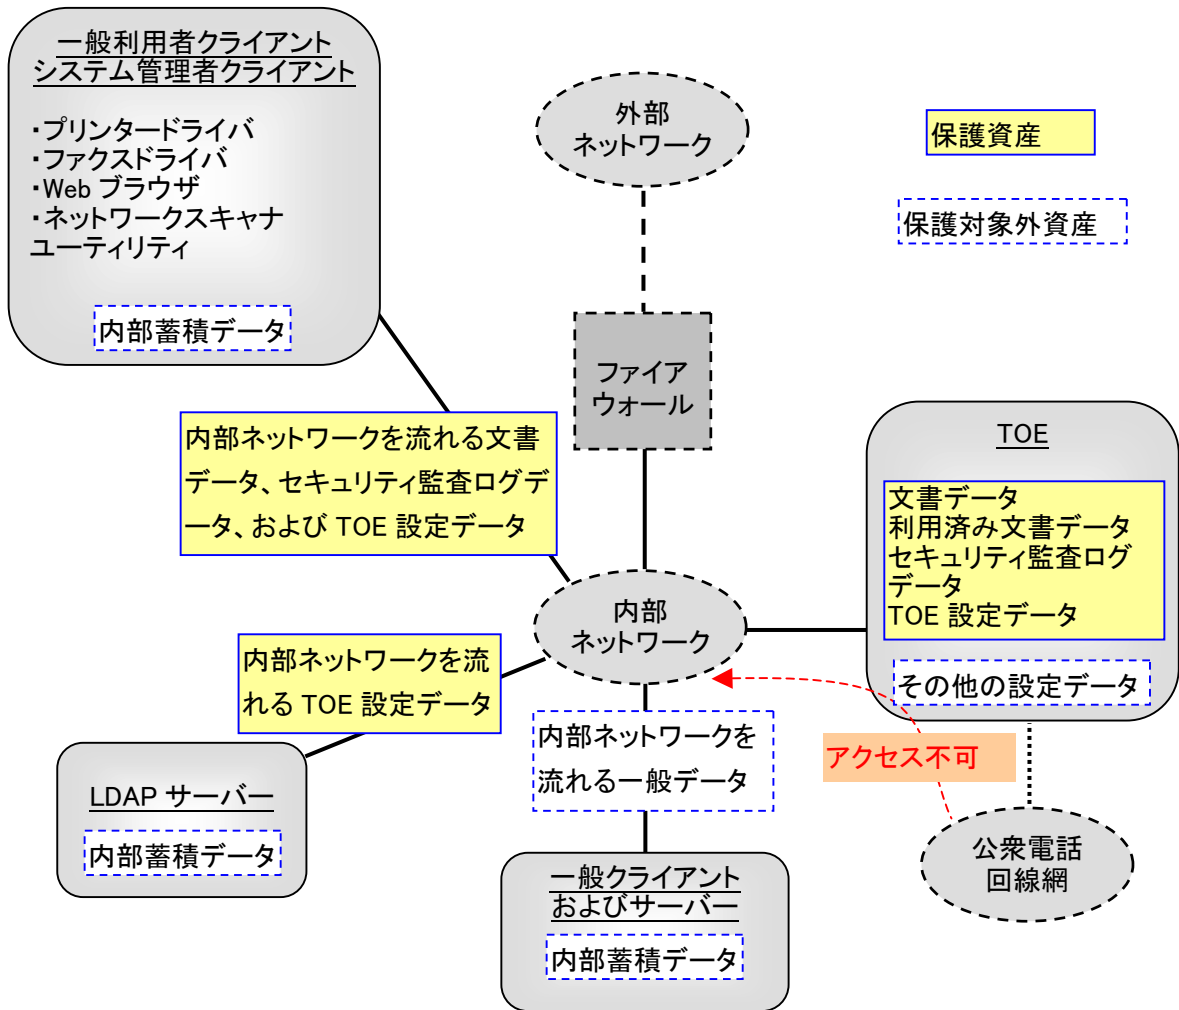 一般利用者クライアント
システム管理者クライアント
・プリンタードライバ
・ファクスドライバ
・Web ブラウザ
・ネットワークスキャナ
ユーティリティ
内部蓄積データ
外部
ネットワーク
保護資産
保護対象外資産
ファイア
ウォール
内部ネットワークを流れる文書
データ、セキュリティ監査ログデ
ータ、および TOE 設定データ
TOE
文書データ
利用済み文書データ
セキュリティ監査ログ
データ
TOE 設定データ
その他の設定データ
内部
ネットワーク
内部ネットワークを流
れる TOE 設定データ
内部ネットワークを
流れる一般データ
アクセス不可
LDAP サーバー
内部蓄積データ
公衆電話
回線網
一般クライアント
およびサーバー
内部蓄積データ